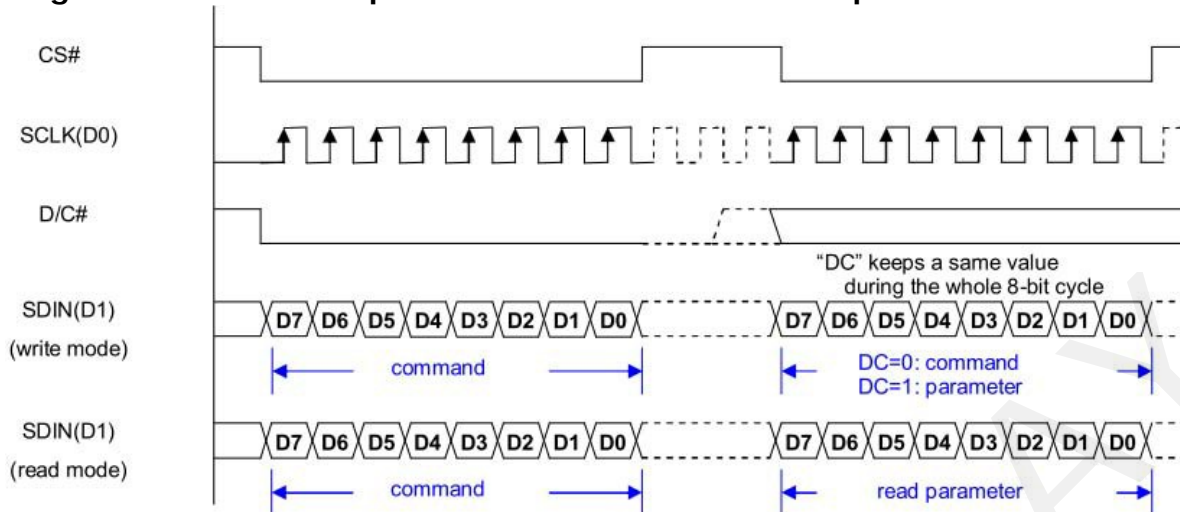 CS#
SCLK(D0)
D/C#
"DC" keeps a same value
during the whole 8-bit cycle
SDIN(D1)
(write mode)
D7 D6 D5 D4 D3 D2 D1 D0 D7 D6 D5 D4 D3 D2 D1 D0
command
DC=0: command
DC=1: parameter
SDIN(D1)
(read mode)
D7 D6 D5 D4 D3 D2 D1 D0 D7 D6 D5 D4 D3 D2 D1 D0
command read parameter